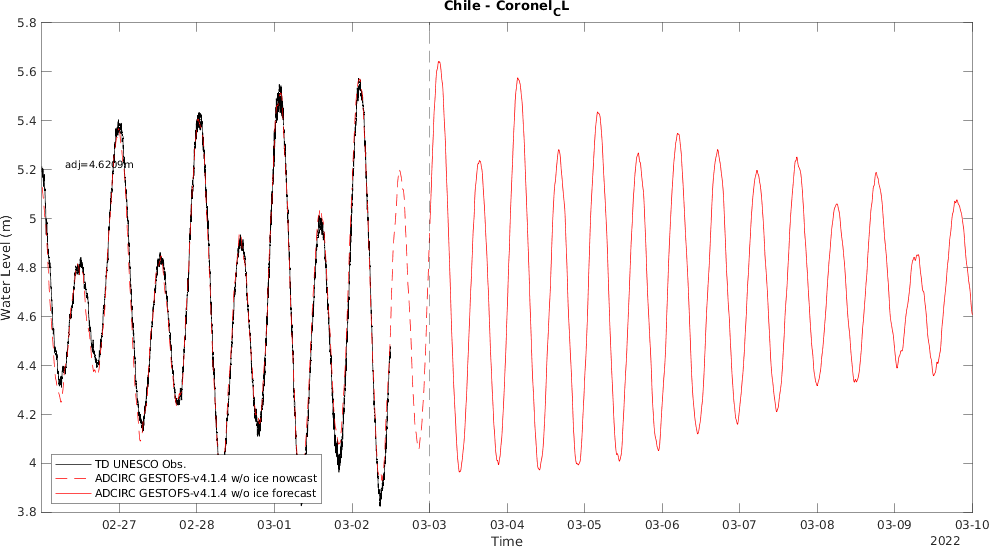 Chile - Coronel_CL
5.8
5.6
5.4
5.2
5
4.8
4.6
4.4
4.2
4
3.8
Water Level (m)
adj=4.6209m
TD UNESCO Obs.
ADCIRC GESTOFS-v4.1.4 w/o ice nowcast
ADCIRC GESTOFS-v4.1.4 w/o ice forecast
02-27 02-28 03-01 03-02 03-03 03-04 03-05 03-06 03-07 03-08 03-09 03-10
Time
2022